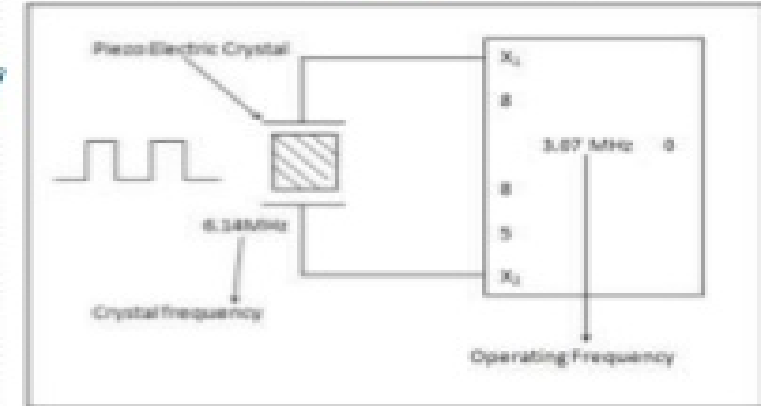 Piezo Electric Crystal
X₁
8
3.07 MHz 0
8
6.14MHz
5
X₂
Crystal frequency
Operating Frequency